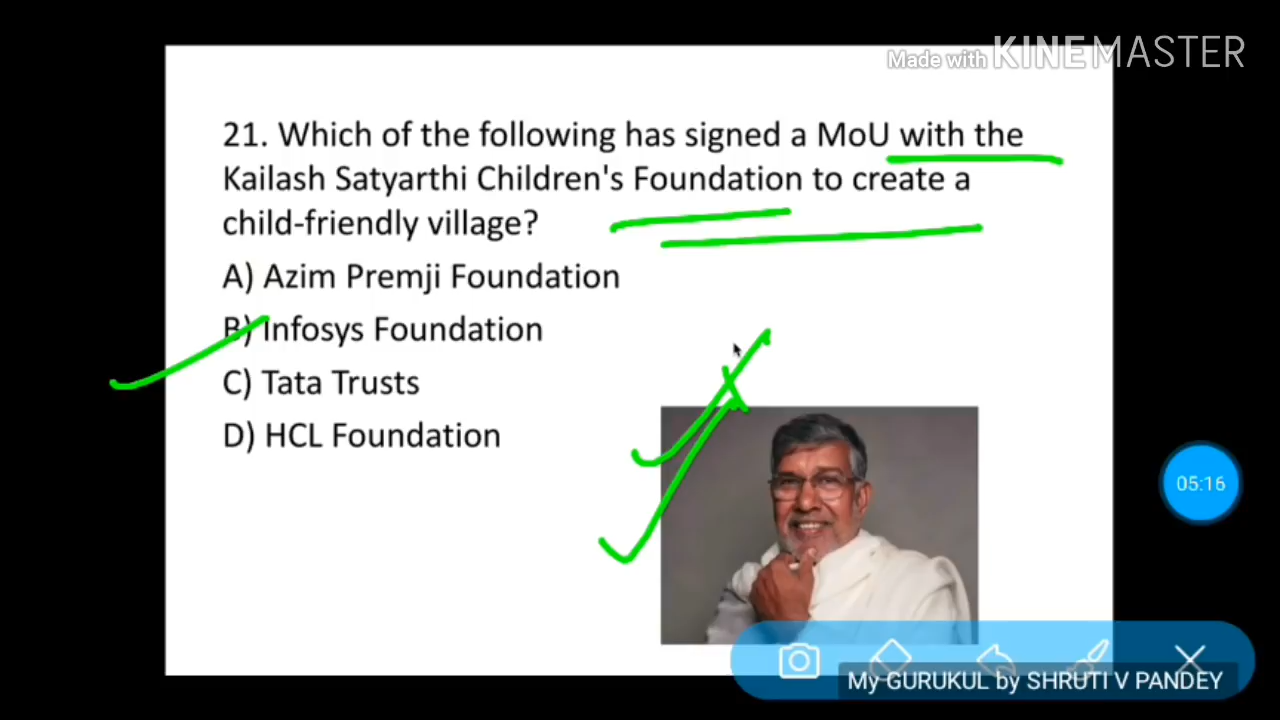 Made with KINEMASTER
21. Which of the following has signed a MoU with the
Kailash Satyarthi Children's Foundation to create a
child-friendly village?
A) Azim Premji Foundation
B) Infosys Foundation
C) Tata Trusts
D) HCL Foundation
05:16
My GURUKUL by SHRUTI V PANDEY